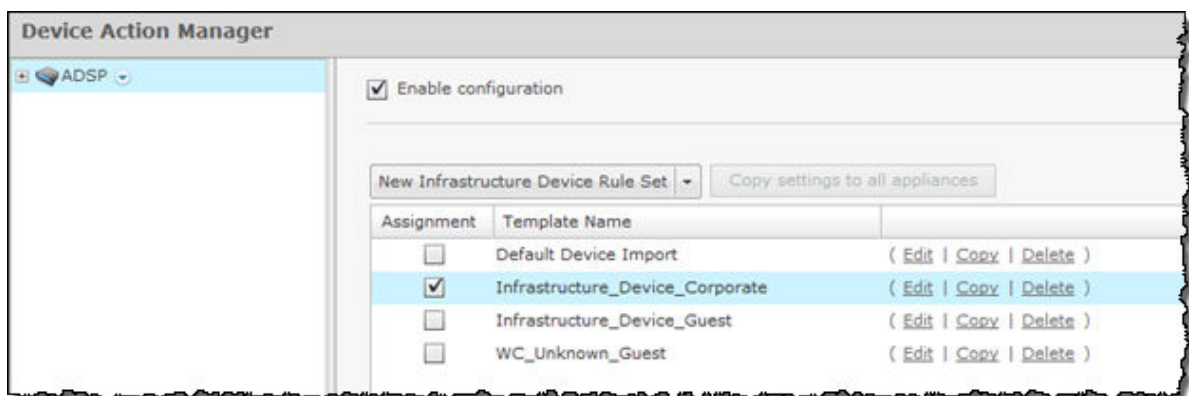 Device Action Manager
ADSP
Enable configuration
New Infrastructure Device Rule Set
Copy settings to all appliances
Assignment Template Name
Default Device Import ( Edit | Copy | Delete )
Infrastructure_Device_Corporate ( Edit | Copy | Delete )
Infrastructure_Device_Guest ( Edit | Copy | Delete )
WC_Unknown_Guest ( Edit | Copy | Delete )